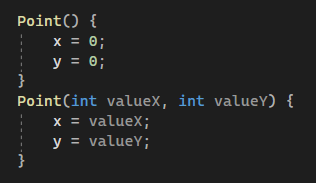 Point() {
    x = 0;
    y = 0;
}
Point(int valueX, int valueY) {
    x = valueX;
    y = valueY;
}